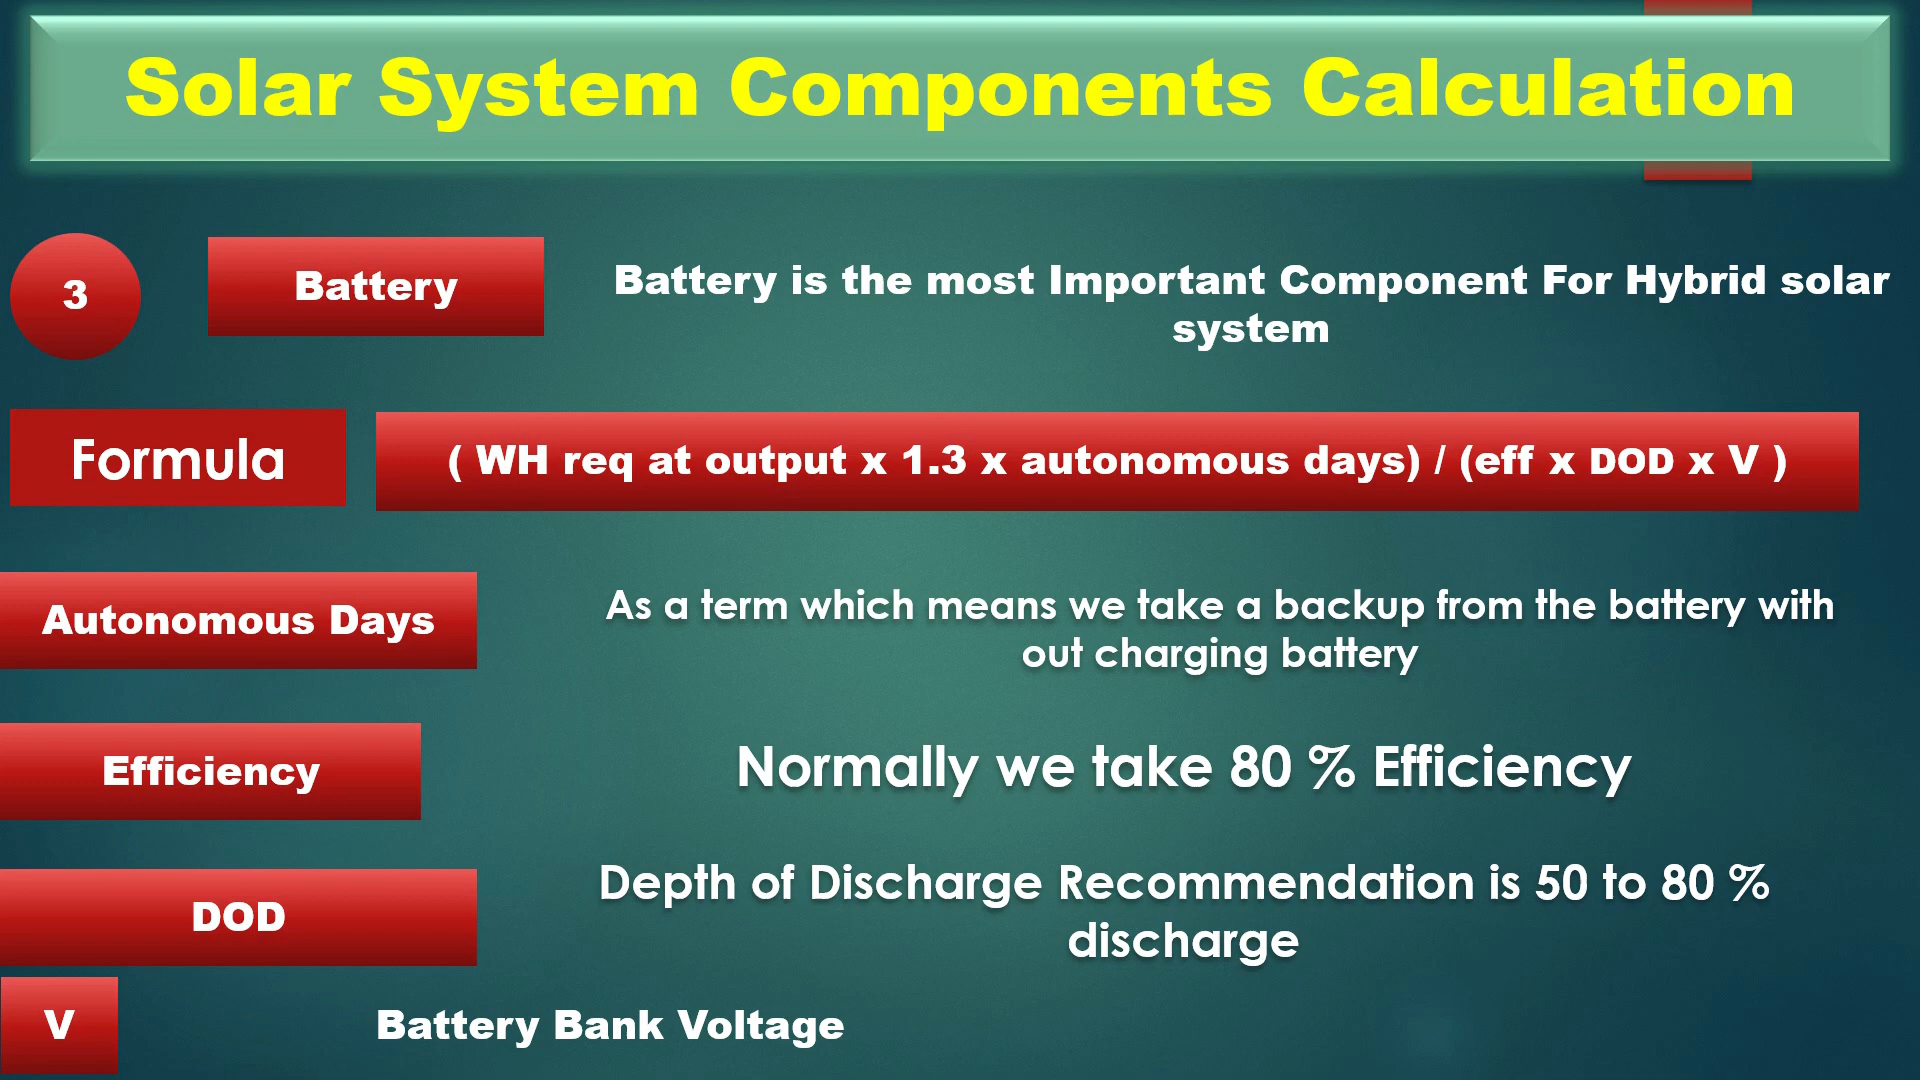 Solar System Components Calculation
3
Battery
Battery is the most Important Component For Hybrid solar
system
Formula
( WH req at output x 1.3 x autonomous days) / (eff x DOD x V )
Autonomous Days
As a term which means we take a backup from the battery with
out charging battery
Efficiency
Normally we take 80 % Efficiency
DOD
Depth of Discharge Recommendation is 50 to 80 %
discharge
V
Battery Bank Voltage